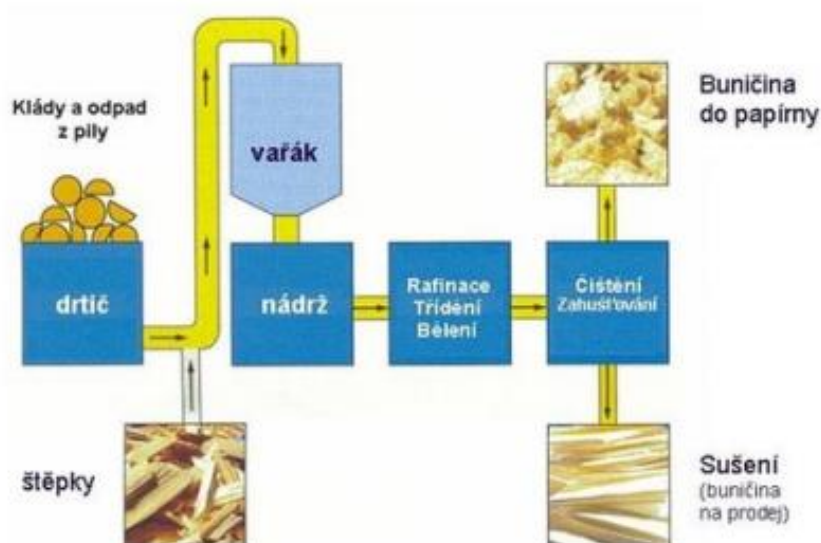 Klády a odpad
z pily
drtič
štěpky
vařák
nádrž
Rafinace
Třídění
Bělení
Čištění
Zahušťování
Buničina
do papírny
Sušení
(buničina
na prodej)